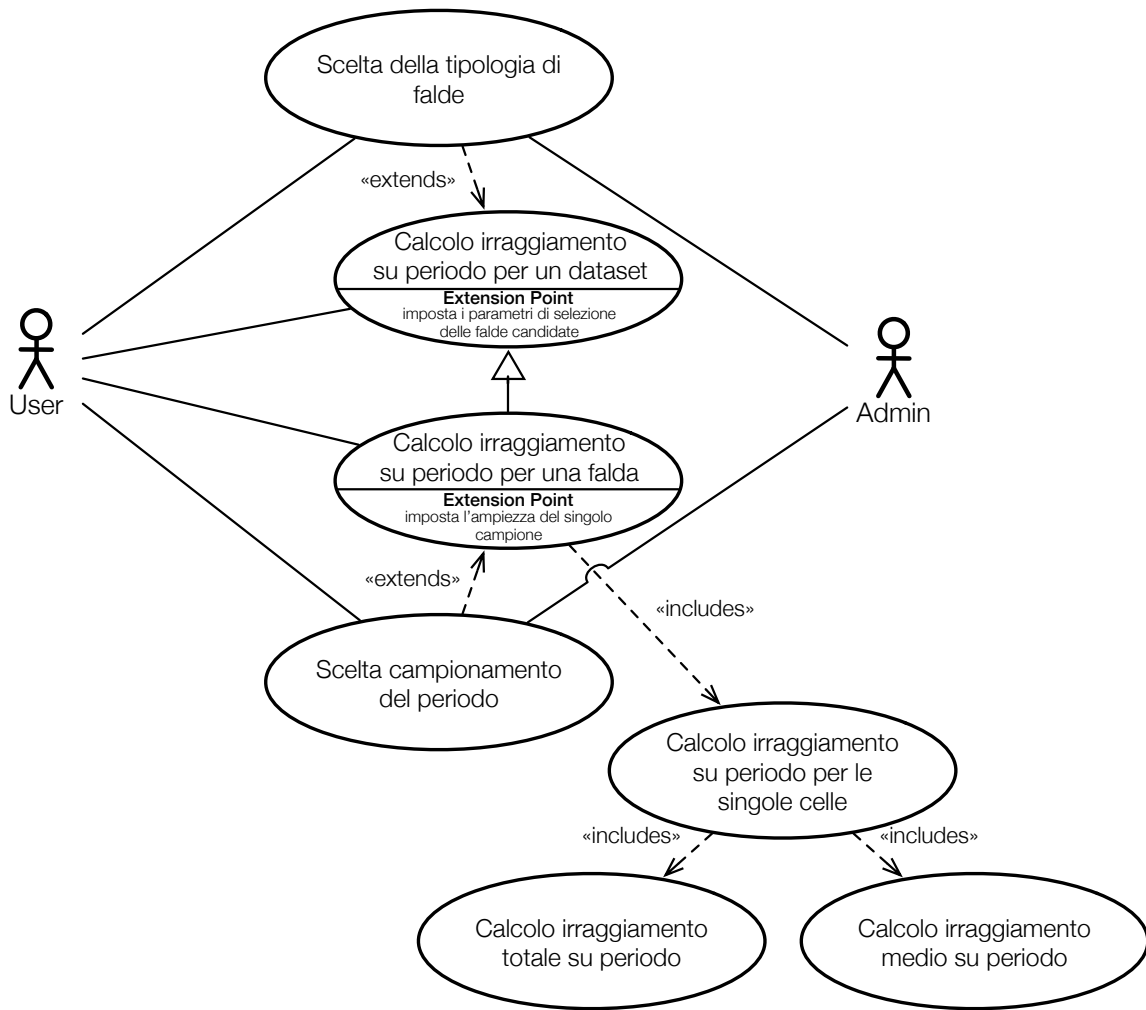 Scelta della tipologia di
falde
«extends»
Calcolo irraggiamento
su periodo per un dataset
Extension Point
imposta i parametri di selezione
delle falde candidate
User
Admin
Calcolo irraggiamento
su periodo per una falda
Extension Point
imposta l'ampiezza del singolo
campione
«extends»
«includes»
Scelta campionamento
del periodo
Calcolo irraggiamento
su periodo per le
singole celle
«includes»
«includes»
Calcolo irraggiamento
totale su periodo
Calcolo irraggiamento
medio su periodo